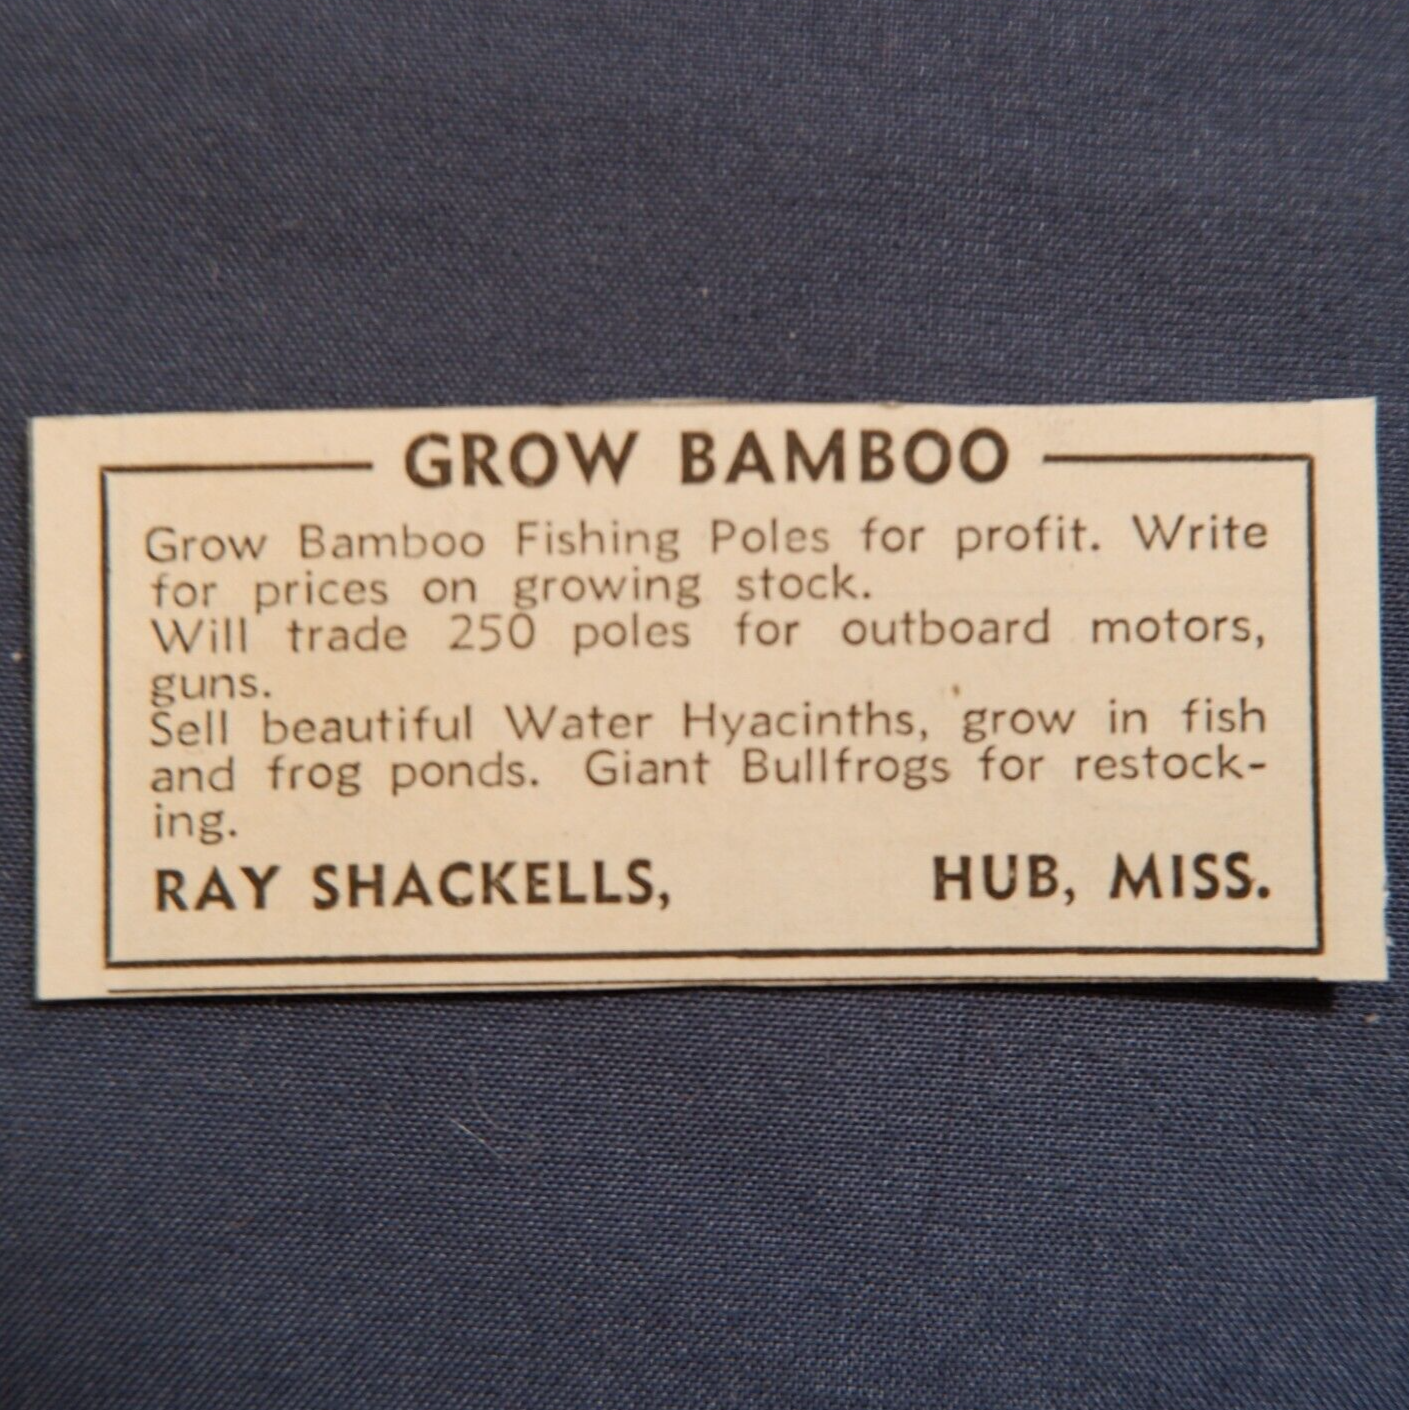 GROW BAMBOO
Grow Bamboo Fishing Poles for profit. Write
for prices on growing stock.
Will trade 250 poles for outboard motors,
guns.
Sell beautiful Water Hyacinths, grow in fish
and frog ponds. Giant Bullfrogs for restock-
ing.
RAY SHACKELLS, HUB, MISS.